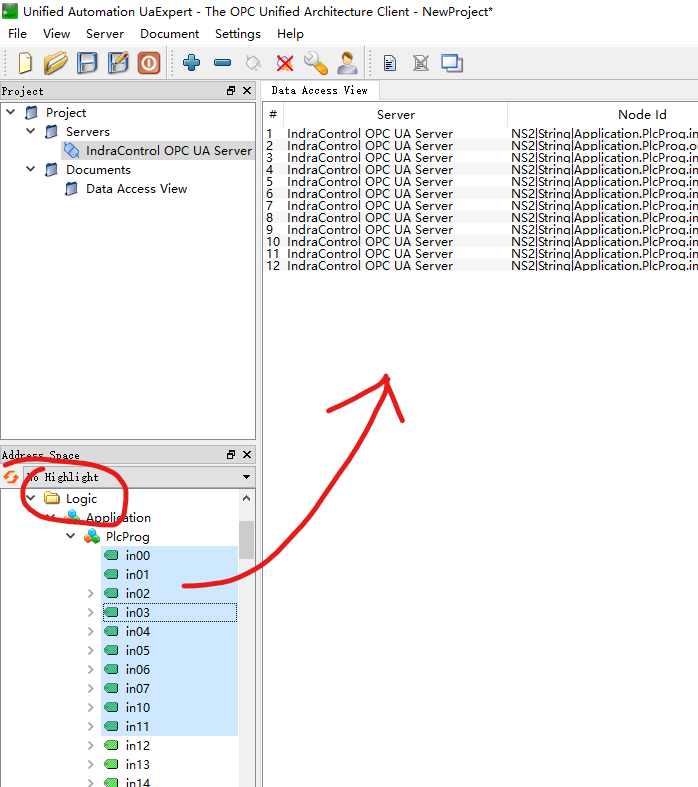 Unified Automation UaExpert - The OPC Unified Architecture Client - NewProject*
File View Server Document Settings Help
Project
Project
Servers
IndraControl OPC UA Server
Documents
Data Access View
Data Access View
# Server Node Id
1 IndraControl OPC UA Server NS2|String|Application.PlcProg.in
2 IndraControl OPC UA Server NS2|String|Application.PlcProg.o
3 IndraControl OPC UA Server NS2|String|Application.PlcProg.in
4 IndraControl OPC UA Server NS2|String|Application.PlcProg.in
5 IndraControl OPC UA Server NS2|String|Application.PlcProg.in
6 IndraControl OPC UA Server NS2|String|Application.PlcProg.in
7 IndraControl OPC UA Server NS2|String|Application.PlcProg.in
8 IndraControl OPC UA Server NS2|String|Application.PlcProg.in
9 IndraControl OPC UA Server NS2|String|Application.PlcProg.in
10 IndraControl OPC UA Server NS2|String|Application.PlcProg.in
11 IndraControl OPC UA Server NS2|String|Application.PlcProg.in
12 IndraControl OPC UA Server NS2|String|Application.PlcProg.in
Address Space
No Highlight
Logic
Application
PlcProg
in00
in01
in02
in03
in04
in05
in06
in07
in10
in11
in12
in13
in14